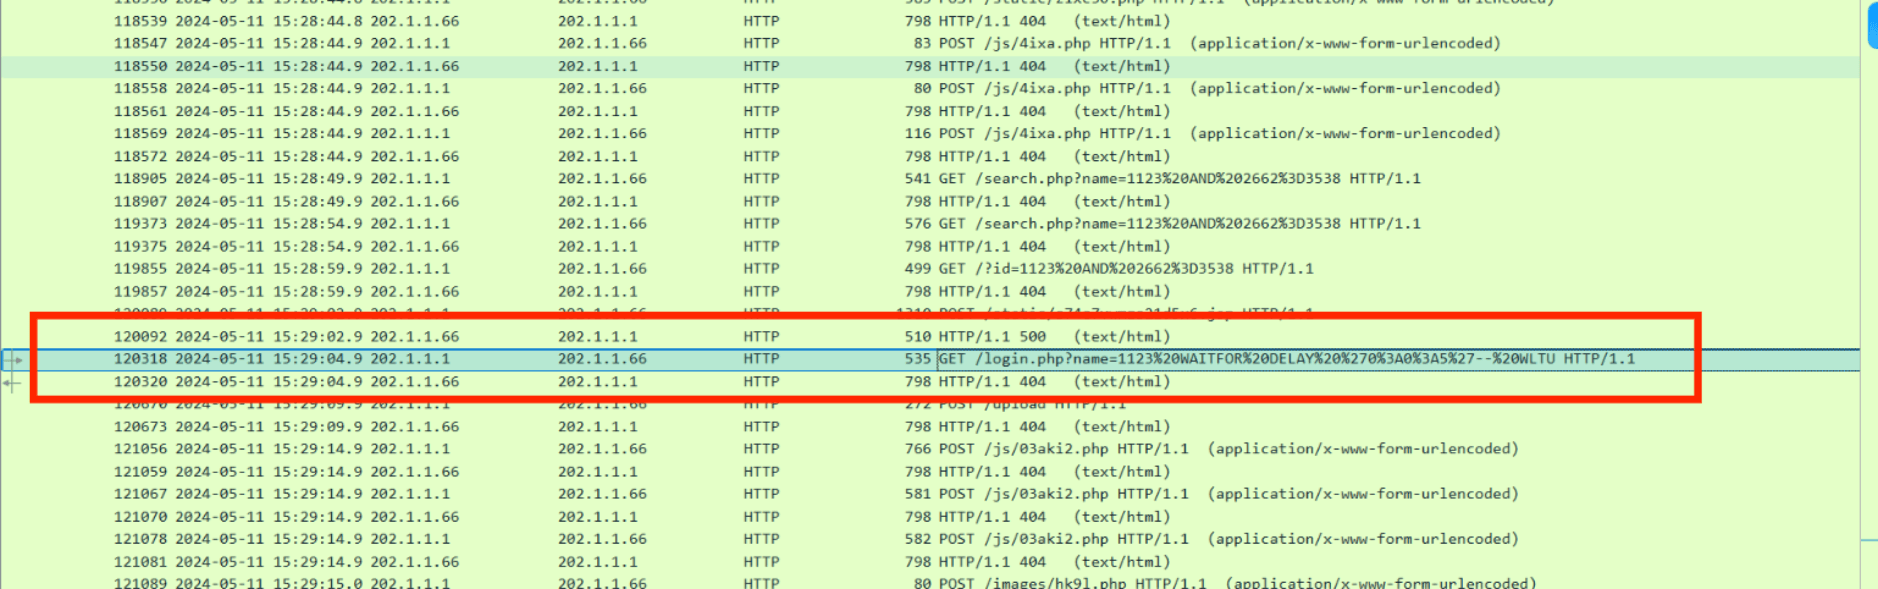 118539 2024-05-11 15:28:44.8 202.1.1.66 202.1.1.1 HTTP 798 HTTP/1.1 404 (text/html)
118547 2024-05-11 15:28:44.9 202.1.1.1 202.1.1.66 HTTP 83 POST /js/4ixa.php HTTP/1.1 (application/x-www-form-urlencoded)
118550 2024-05-11 15:28:44.9 202.1.1.66 202.1.1.1 HTTP 798 HTTP/1.1 404 (text/html)
118558 2024-05-11 15:28:44.9 202.1.1.1 202.1.1.66 HTTP 80 POST /js/4ixa.php HTTP/1.1 (application/x-www-form-urlencoded)
118561 2024-05-11 15:28:44.9 202.1.1.66 202.1.1.1 HTTP 798 HTTP/1.1 404 (text/html)
118569 2024-05-11 15:28:44.9 202.1.1.1 202.1.1.66 HTTP 116 POST /js/4ixa.php HTTP/1.1 (application/x-www-form-urlencoded)
118572 2024-05-11 15:28:44.9 202.1.1.66 202.1.1.1 HTTP 798 HTTP/1.1 404 (text/html)
118905 2024-05-11 15:28:49.9 202.1.1.1 202.1.1.66 HTTP 541 GET /search.php?name=1123%20AND%202662%3D3538 HTTP/1.1
118907 2024-05-11 15:28:49.9 202.1.1.66 202.1.1.1 HTTP 798 HTTP/1.1 404 (text/html)
119373 2024-05-11 15:28:54.9 202.1.1.1 202.1.1.66 HTTP 576 GET /search.php?name=1123%20AND%202662%3D3538 HTTP/1.1
119375 2024-05-11 15:28:54.9 202.1.1.66 202.1.1.1 HTTP 798 HTTP/1.1 404 (text/html)
119855 2024-05-11 15:28:59.9 202.1.1.1 202.1.1.66 HTTP 499 GET /?id=1123%20AND%202662%3D3538 HTTP/1.1
119857 2024-05-11 15:28:59.9 202.1.1.66 202.1.1.1 HTTP 798 HTTP/1.1 404 (text/html)
120092 2024-05-11 15:29:02.9 202.1.1.66 202.1.1.1 HTTP 510 HTTP/1.1 500 (text/html)
120318 2024-05-11 15:29:04.9 202.1.1.1 202.1.1.66 HTTP 535 GET /login.php?name=1123%20WAITFOR%20DELAY%20%270%3A0%3A5%27--%20WLTU HTTP/1.1
120320 2024-05-11 15:29:04.9 202.1.1.66 202.1.1.1 HTTP 798 HTTP/1.1 404 (text/html)
120670 2024-05-11 15:29:09.9 202.1.1.1 202.1.1.66 HTTP 272 POST /upload HTTP/1.1
120673 2024-05-11 15:29:09.9 202.1.1.66 202.1.1.1 HTTP 798 HTTP/1.1 404 (text/html)
121056 2024-05-11 15:29:14.9 202.1.1.1 202.1.1.66 HTTP 766 POST /js/03aki2.php HTTP/1.1 (application/x-www-form-urlencoded)
121059 2024-05-11 15:29:14.9 202.1.1.66 202.1.1.1 HTTP 798 HTTP/1.1 404 (text/html)
121067 2024-05-11 15:29:14.9 202.1.1.1 202.1.1.66 HTTP 581 POST /js/03aki2.php HTTP/1.1 (application/x-www-form-urlencoded)
121070 2024-05-11 15:29:14.9 202.1.1.66 202.1.1.1 HTTP 798 HTTP/1.1 404 (text/html)
121078 2024-05-11 15:29:14.9 202.1.1.1 202.1.1.66 HTTP 582 POST /js/03aki2.php HTTP/1.1 (application/x-www-form-urlencoded)
121081 2024-05-11 15:29:14.9 202.1.1.66 202.1.1.1 HTTP 798 HTTP/1.1 404 (text/html)
121089 2024-05-11 15:29:15.0 202.1.1.1 202.1.1.66 HTTP 80 POST /images/hk9l.php HTTP/1.1 (application/x-www-form-urlencoded)